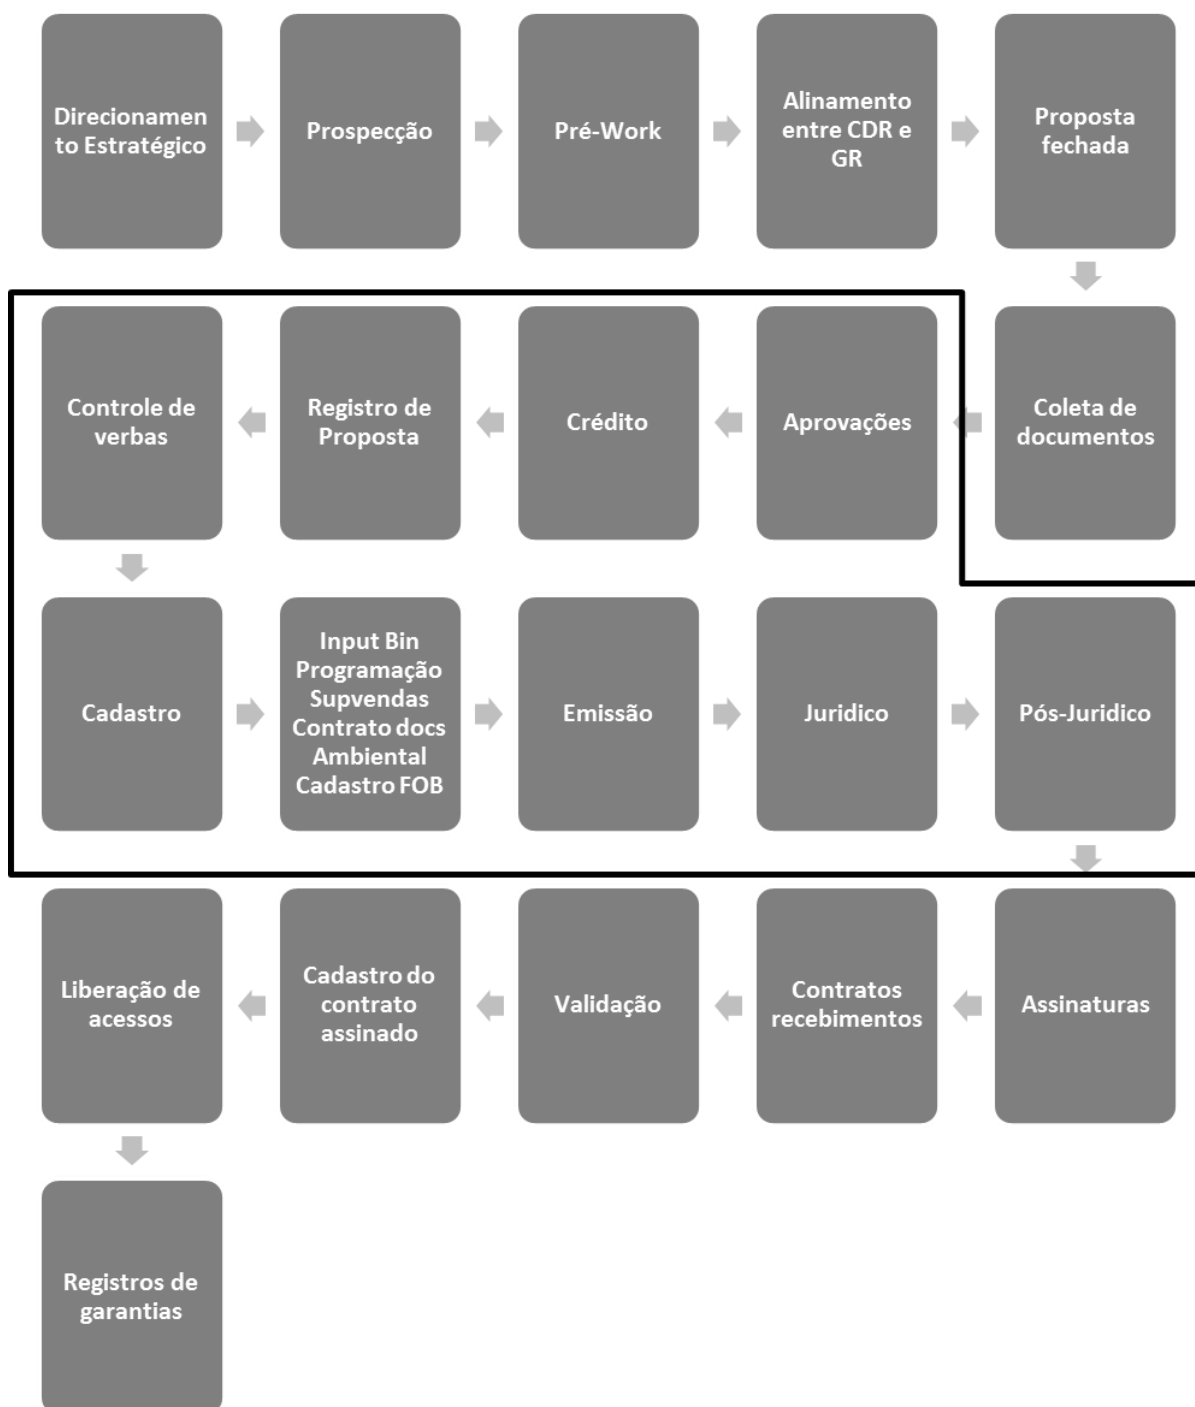 Direcionamen
to Estratégico
Prospecção
Pré-Work
Alinamento
entre CDR e
GR
Proposta
fechada
Coleta de
documentos
Aprovações
Crédito
Registro de
Proposta
Controle de
verbas
Cadastro
Input Bin
Programação
Supvendas
Contrato docs
Ambiental
Cadastro FOB
Emissão
Juridico
Pós-Juridico
Assinaturas
Contratos
recebimentos
Validação
Cadastro do
contrato
assinado
Liberação de
acessos
Registros de
garantias